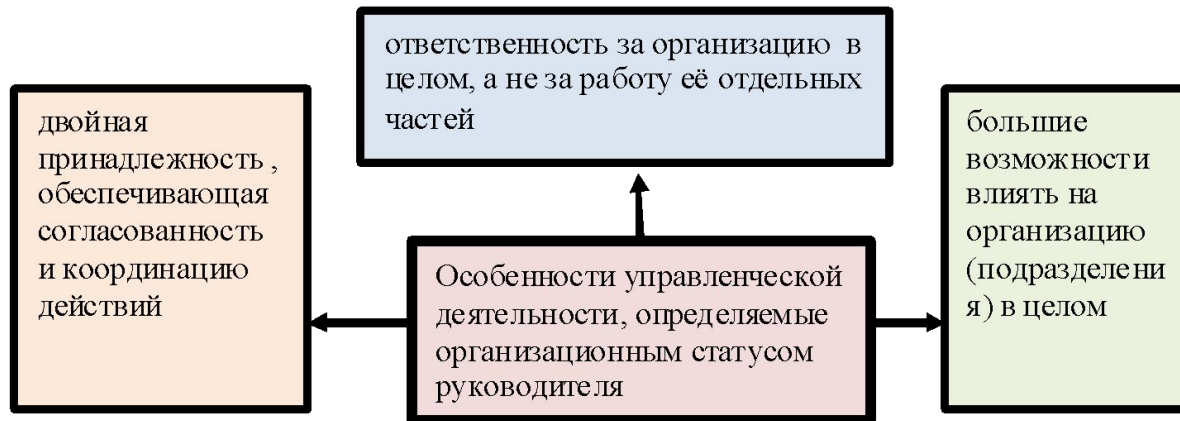 ответственность за организацию в
целом, а не за работу её отдельных
частей
двойная
принадлежность ,
обеспечивающая
согласованность
и координацию
действий
большие
возможности
влиять на
организацию
(подразделени
я) в целом
Особенности управленческой
деятельности, определяемые
организационным статусом
руководителя